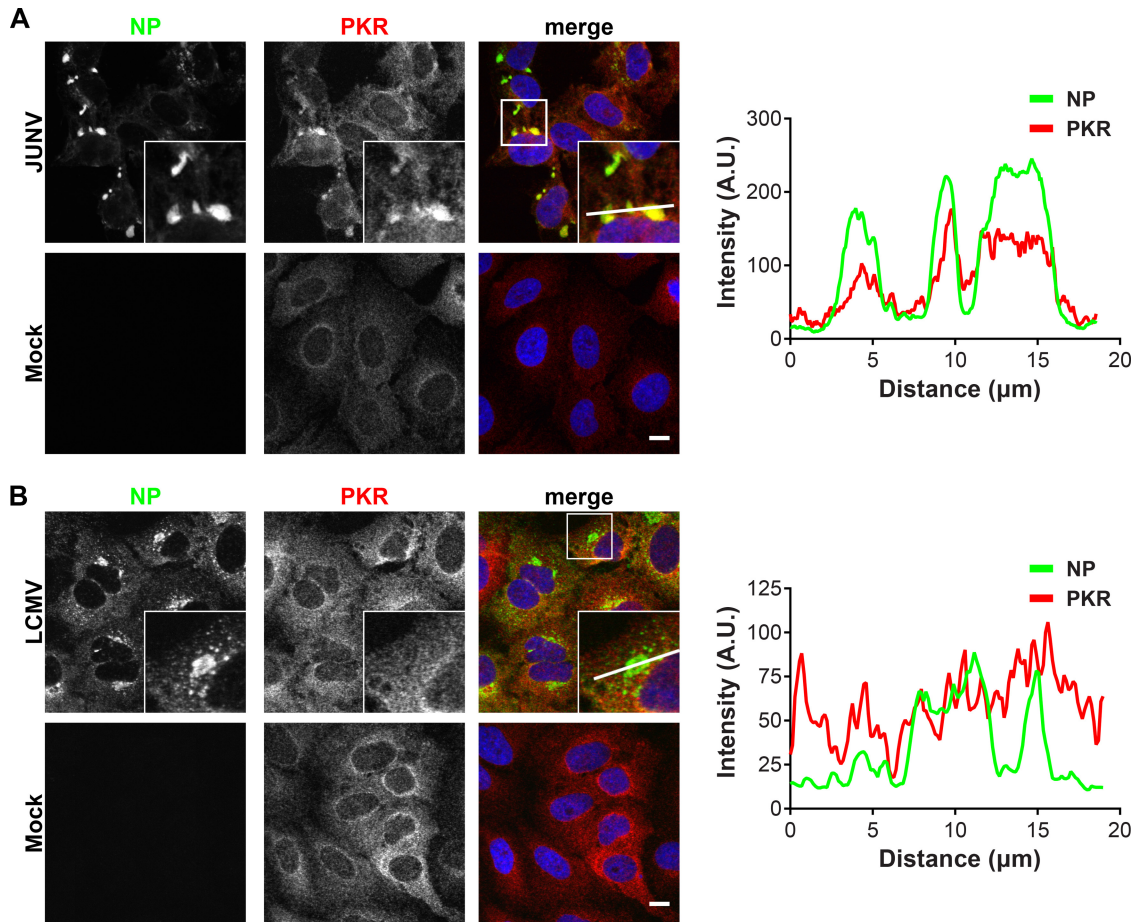 A
NP
PKR
merge
JUNV
Mock
NP
PKR
Intensity (A.U.)
300
200
100
0
0
5
10
15
20
Distance (µm)
B
NP
PKR
merge
LCMV
Mock
NP
PKR
Intensity (A.U.)
125
100
75
50
25
0
0
5
10
15
20
Distance (µm)